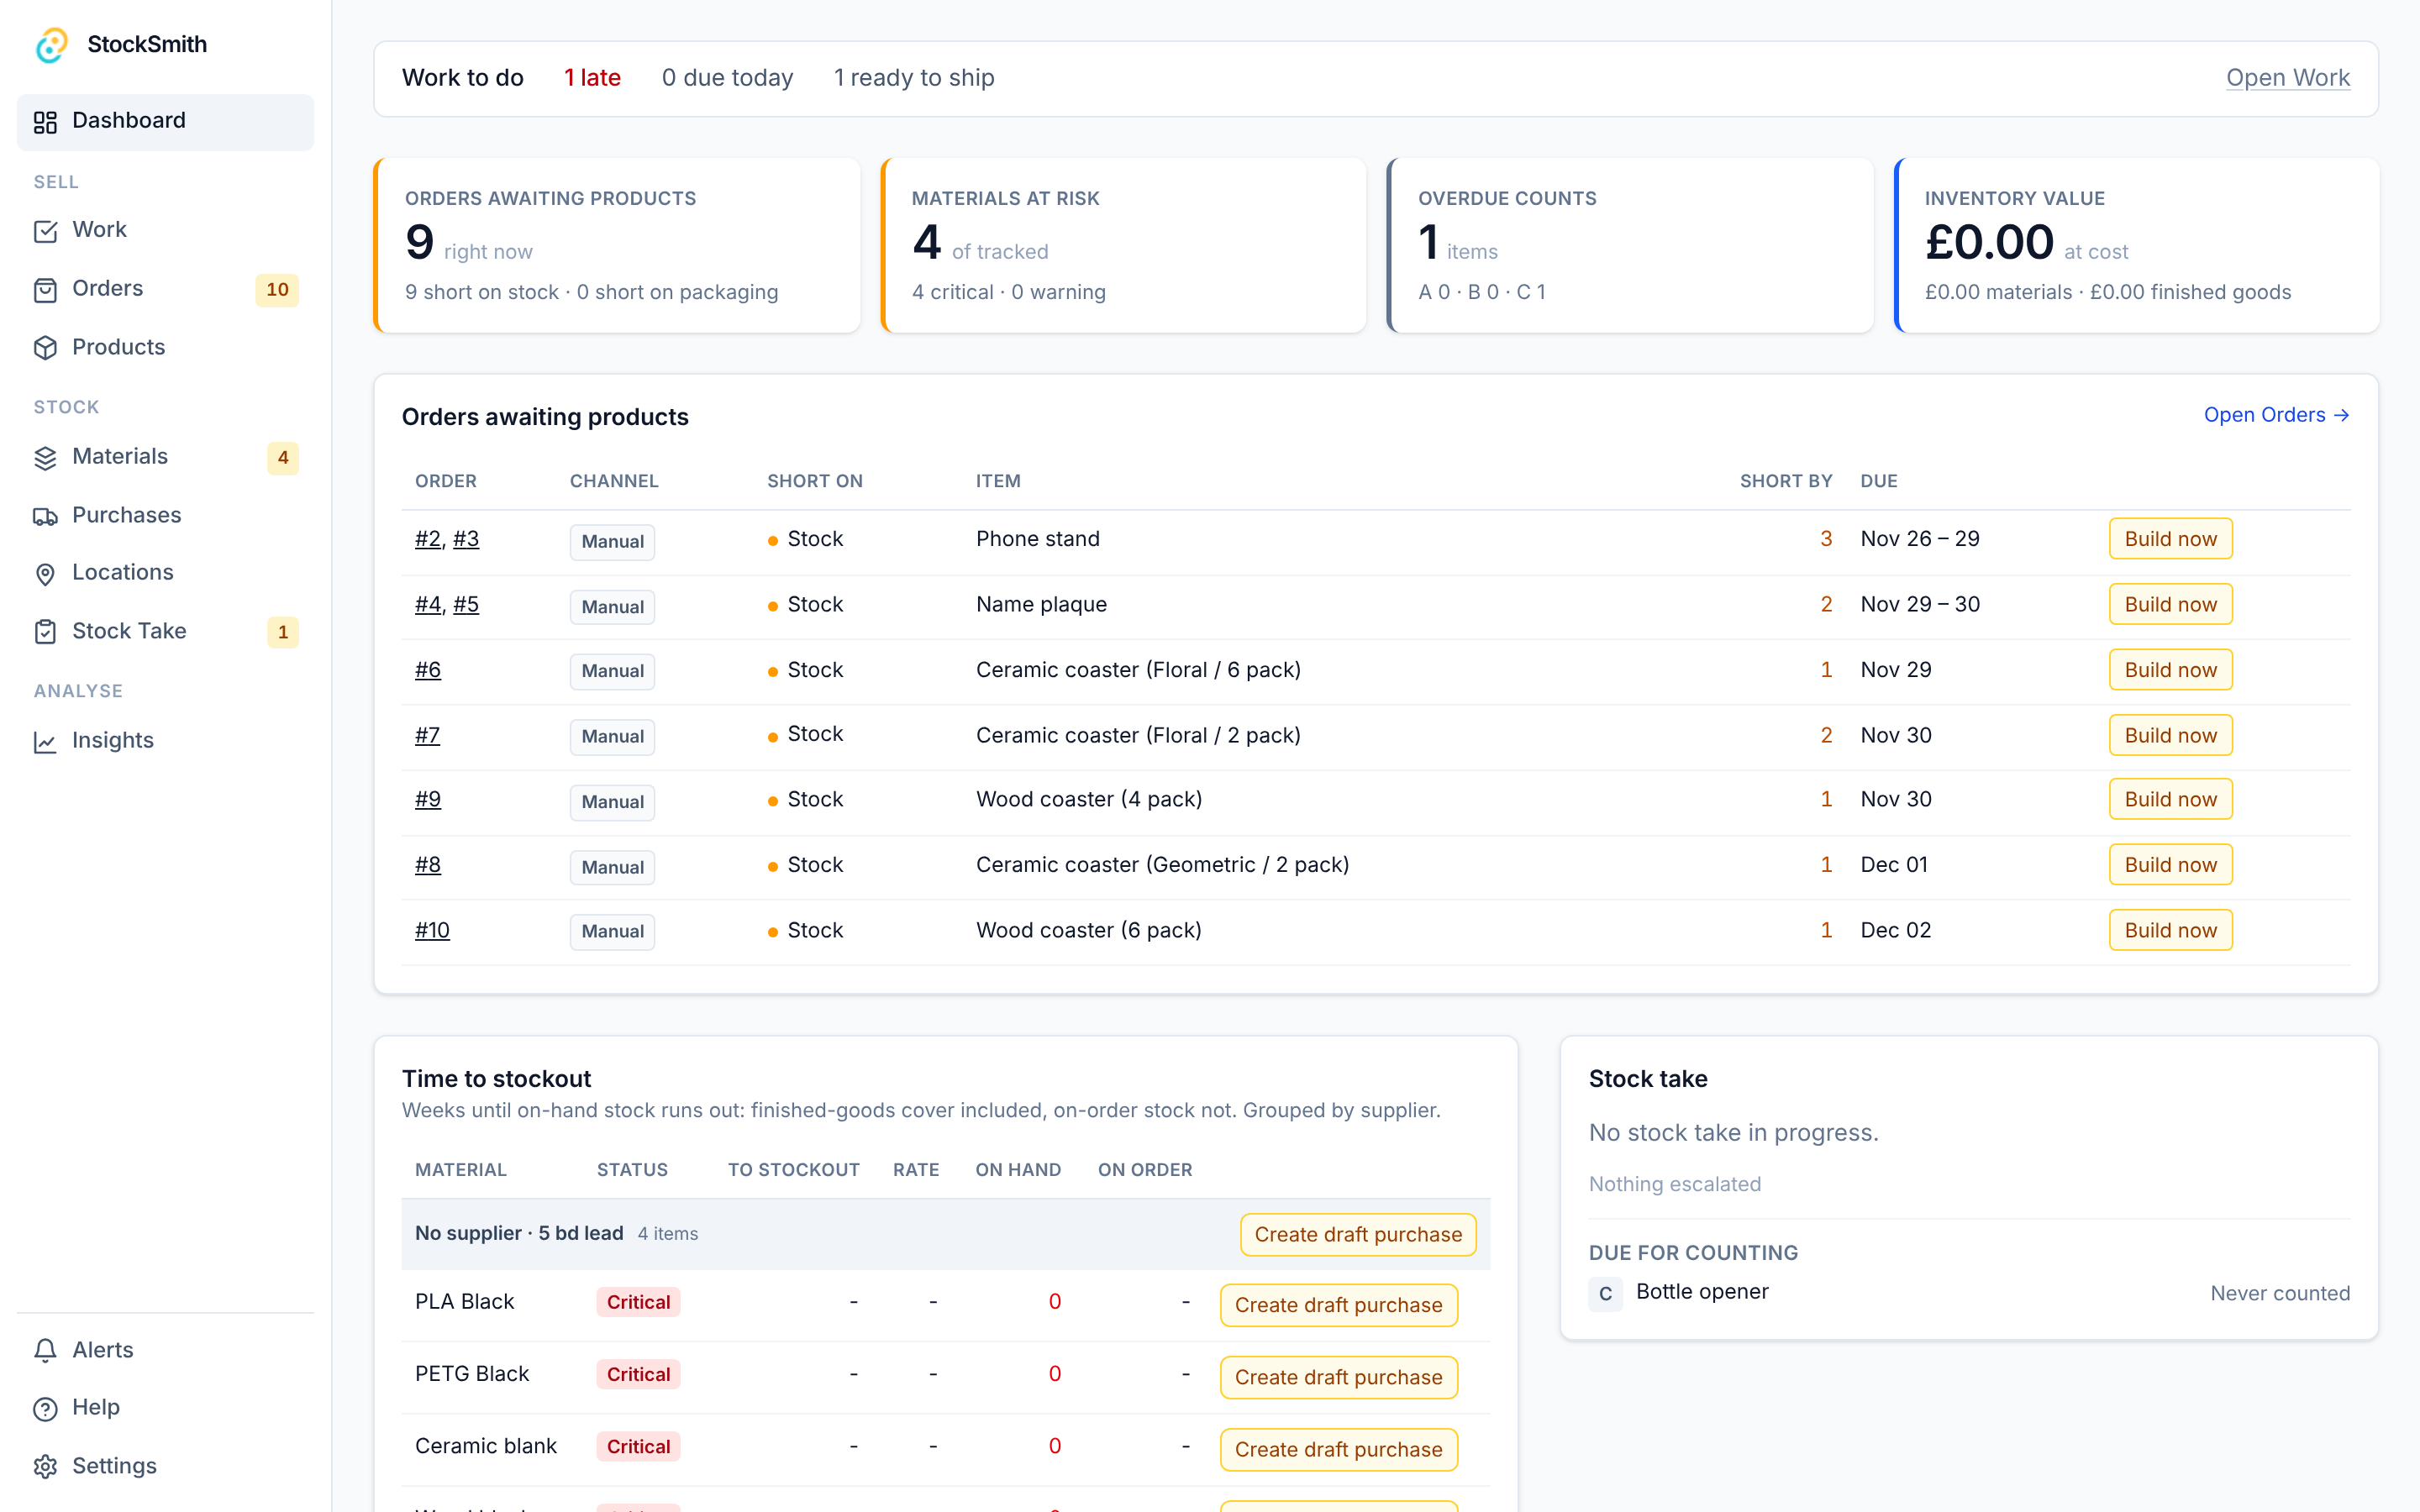 StockSmith
Dashboard
SELL
Work
Orders 10
Products
STOCK
Materials 4
Purchases
Locations
Stock Take 1
ANALYSE
Insights
Alerts
Help
Settings
Work to do 1 late 0 due today 1 ready to ship Open Work
ORDERS AWAITING PRODUCTS
9 right now
9 short on stock · 0 short on packaging
MATERIALS AT RISK
4 of tracked
4 critical · 0 warning
OVERDUE COUNTS
1 items
A 0 · B 0 · C 1
INVENTORY VALUE
£0.00 at cost
£0.00 materials · £0.00 finished goods
Orders awaiting products Open Orders →
ORDER CHANNEL SHORT ON ITEM SHORT BY DUE
#2, #3 Manual Stock Phone stand 3 Nov 26 – 29 Build now
#4, #5 Manual Stock Name plaque 2 Nov 29 – 30 Build now
#6 Manual Stock Ceramic coaster (Floral / 6 pack) 1 Nov 29 Build now
#7 Manual Stock Ceramic coaster (Floral / 2 pack) 2 Nov 30 Build now
#9 Manual Stock Wood coaster (4 pack) 1 Nov 30 Build now
#8 Manual Stock Ceramic coaster (Geometric / 2 pack) 1 Dec 01 Build now
#10 Manual Stock Wood coaster (6 pack) 1 Dec 02 Build now
Time to stockout
Weeks until on-hand stock runs out: finished-goods cover included, on-order stock not. Grouped by supplier.
MATERIAL STATUS TO STOCKOUT RATE ON HAND ON ORDER
No supplier · 5 bd lead 4 items Create draft purchase
PLA Black Critical - - 0 - Create draft purchase
PETG Black Critical - - 0 - Create draft purchase
Ceramic blank Critical - - 0 - Create draft purchase
Stock take
No stock take in progress.
Nothing escalated
DUE FOR COUNTING
C Bottle opener Never counted